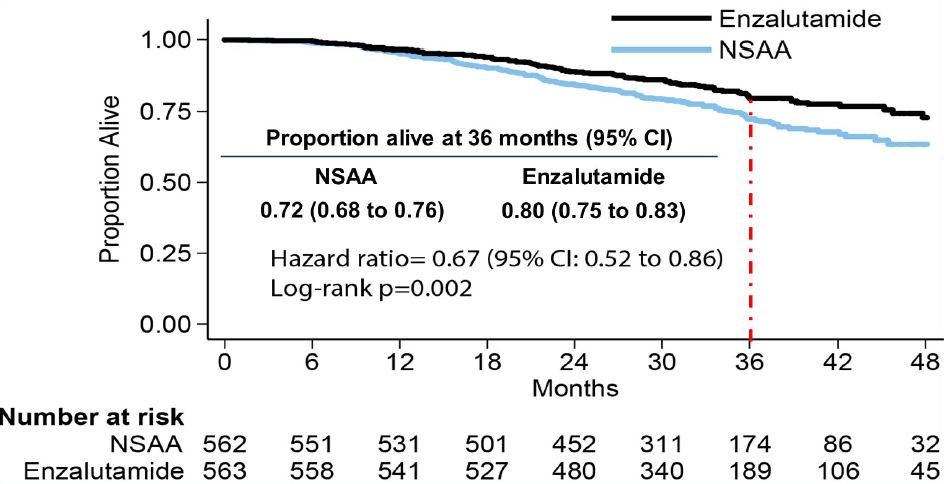 Enzalutamide
NSAA
1.00
0.75
0.50
0.25
0.00
Proportion Alive
Proportion alive at 36 months (95% CI)
NSAA Enzalutamide
0.72 (0.68 to 0.76) 0.80 (0.75 to 0.83)
Hazard ratio= 0.67 (95% CI: 0.52 to 0.86)
Log-rank p=0.002
0 6 12 18 24 30 36 42 48
Months
Number at risk
NSAA 562 551 531 501 452 311 174 86 32
Enzalutamide 563 558 541 527 480 340 189 106 45